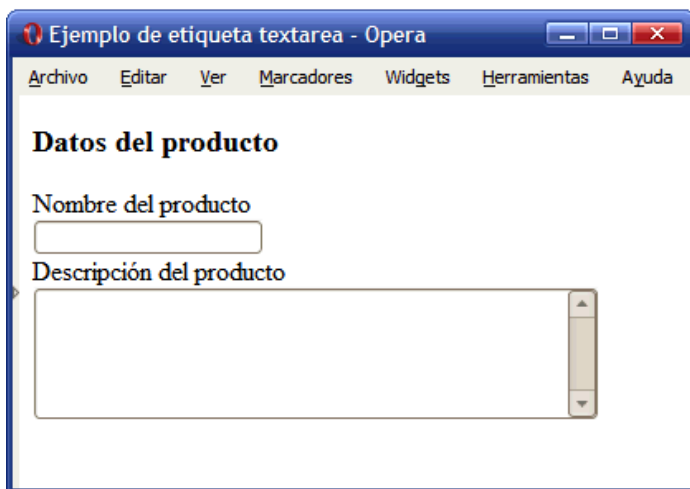 Ejemplo de etiqueta textarea - Opera
Archivo Editar Ver Marcadores Widgets Herramientas Ayuda
Datos del producto
Nombre del producto
Descripción del producto